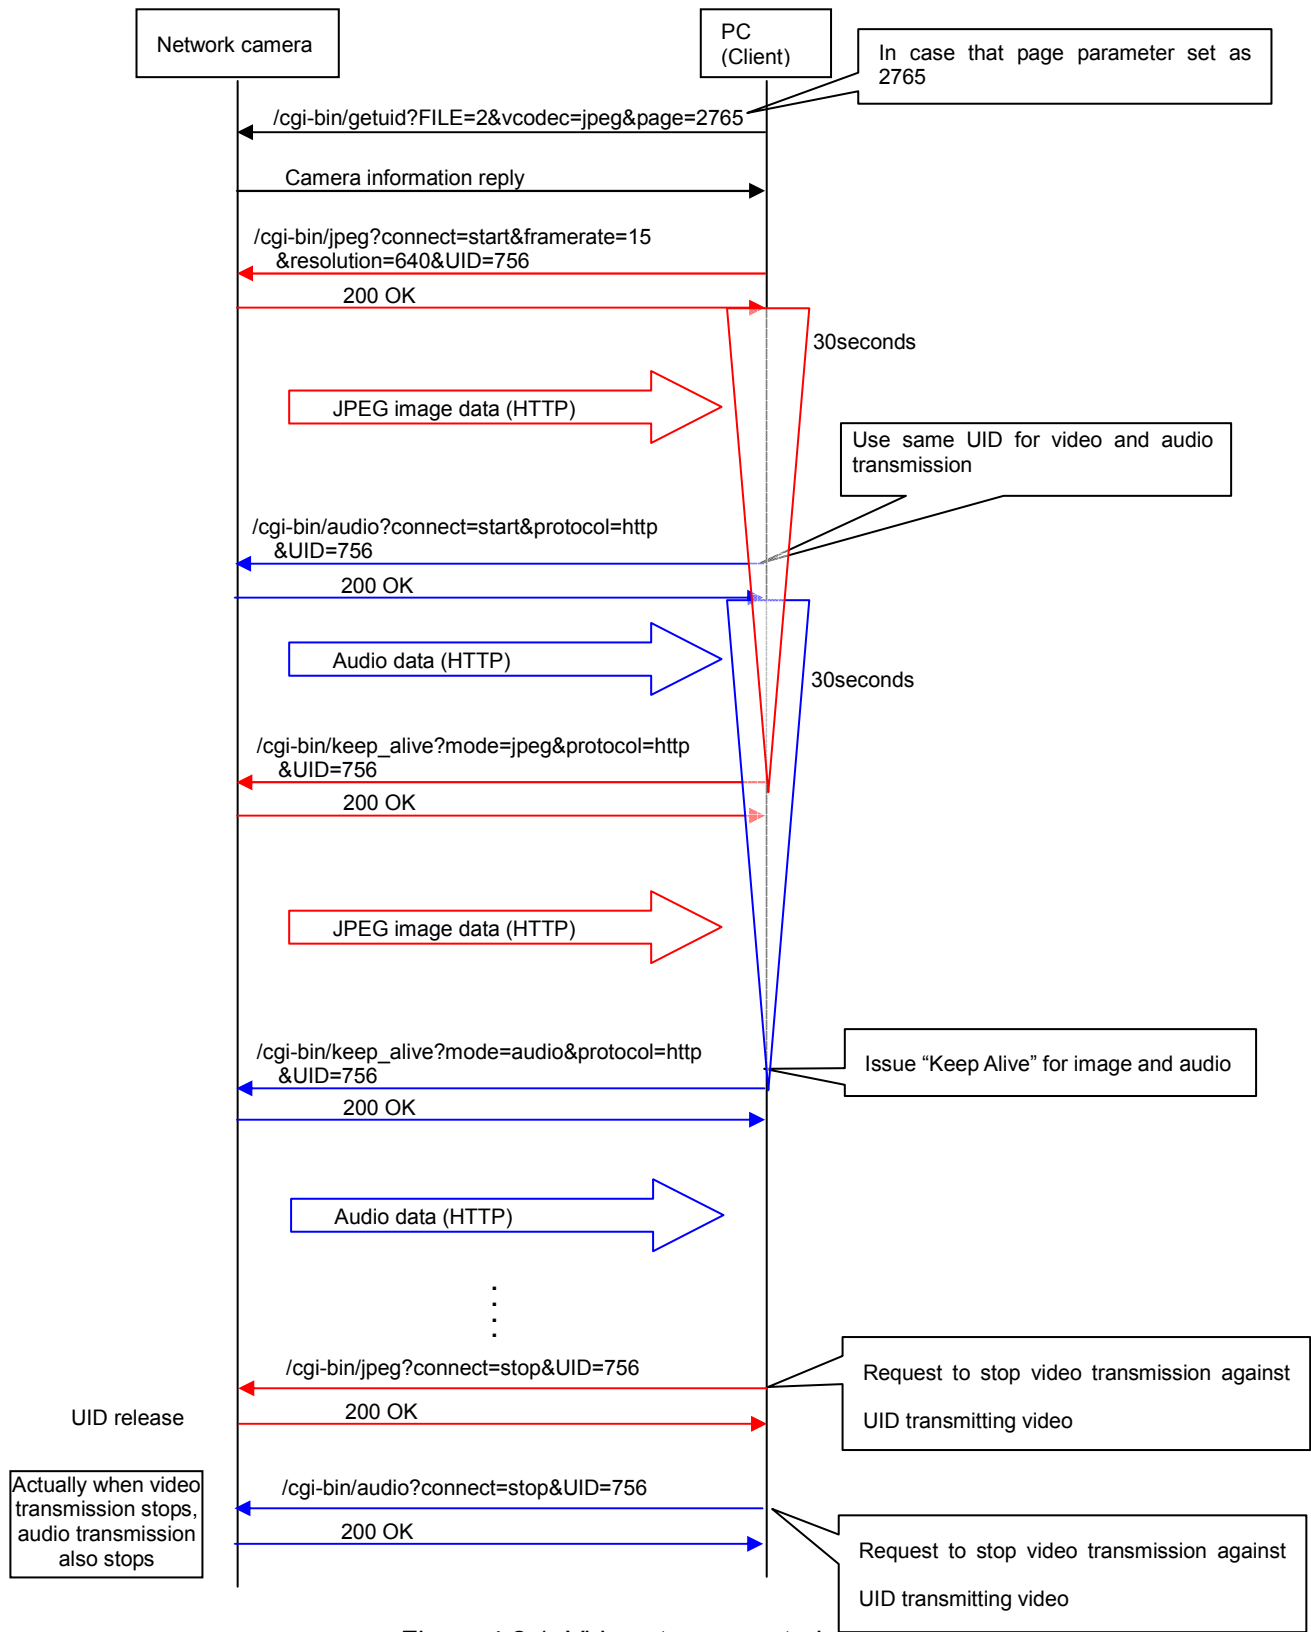 Network camera
PC
(Client)
In case that page parameter set as
2765
/cgi-bin/getuid?FILE=2&vcodec=jpeg&page=2765
Camera information reply
/cgi-bin/jpeg?connect=start&framerate=15
&resolution=640&UID=756
200 OK
30seconds
JPEG image data (HTTP)
Use same UID for video and audio
transmission
/cgi-bin/audio?connect=start&protocol=http
&UID=756
200 OK
Audio data (HTTP)
30seconds
/cgi-bin/keep_alive?mode=jpeg&protocol=http
&UID=756
200 OK
JPEG image data (HTTP)
/cgi-bin/keep_alive?mode=audio&protocol=http
&UID=756
Issue “Keep Alive” for image and audio
200 OK
Audio data (HTTP)
/cgi-bin/jpeg?connect=stop&UID=756
Request to stop video transmission against
UID transmitting video
UID release
200 OK
Actually when video
transmission stops,
audio transmission
also stops
/cgi-bin/audio?connect=stop&UID=756
200 OK
Request to stop video transmission against
UID transmitting video